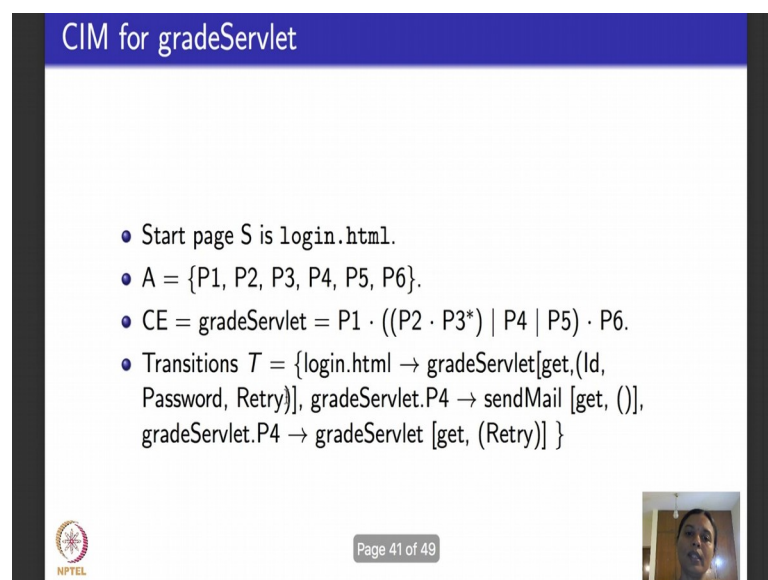 CIM for gradeServlet
• Start page S is login.html.
• A = {P1, P2, P3, P4, P5, P6}.
• CE = gradeServlet = P1 · ((P2 · P3*) | P4 | P5) · P6.
• Transitions T = {login.html → gradeServlet[get,(Id,
Password, Retry)], gradeServlet.P4 → sendMail [get, ()],
gradeServlet.P4 → gradeServlet [get, (Retry)] }
Page 41 of 49
NPTEL